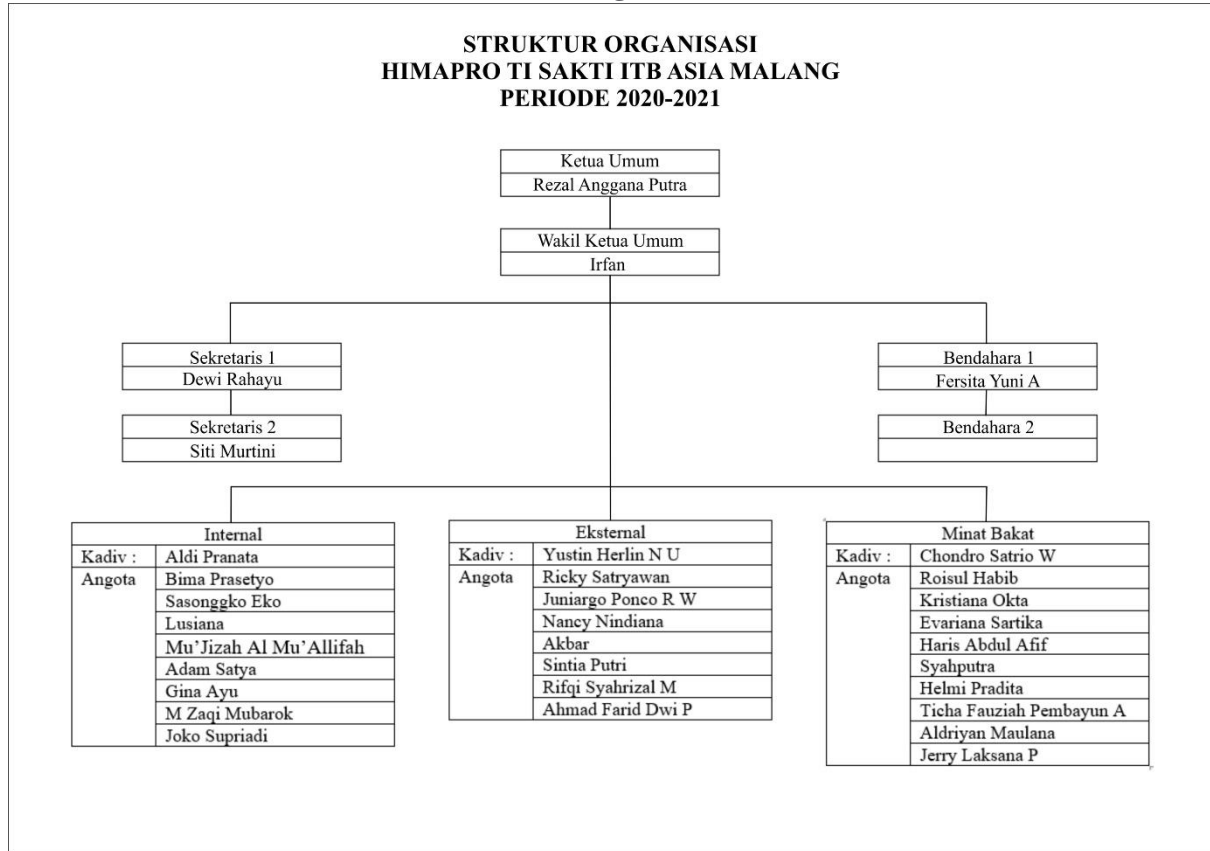 STRUKTUR ORGANISASI
HIMAPRO TI SAKTI ITB ASIA MALANG
PERIODE 2020-2021
Ketua Umum
Rezal Anggana Putra
Wakil Ketua Umum
Irfan
Sekretaris 1
Dewi Rahayu
Sekretaris 2
Siti Murtini
Bendahara 1
Fersita Yuni A
Bendahara 2
Internal
Kadiv : Aldi Pranata
Angota Bima Prasetyo
Sasonggko Eko
Lusiana
Mu’Jizah Al Mu’Allifah
Adam Satya
Gina Ayu
M Zaqi Mubarok
Joko Supriadi
Eksternal
Kadiv : Yustin Herlin N U
Angota Ricky Satryawan
Juniargo Ponco R W
Nancy Nindiana
Akbar
Sintia Putri
Rifqi Syahrizal M
Ahmad Farid Dwi P
Minat Bakat
Kadiv : Chondro Satrio W
Angota Roisul Habib
Kristiana Okta
Evariana Sartika
Haris Abdul Afif
Syahputra
Helmi Pradita
Ticha Fauziah Pembayun A
Aldriyan Maulana
Jerry Laksana P